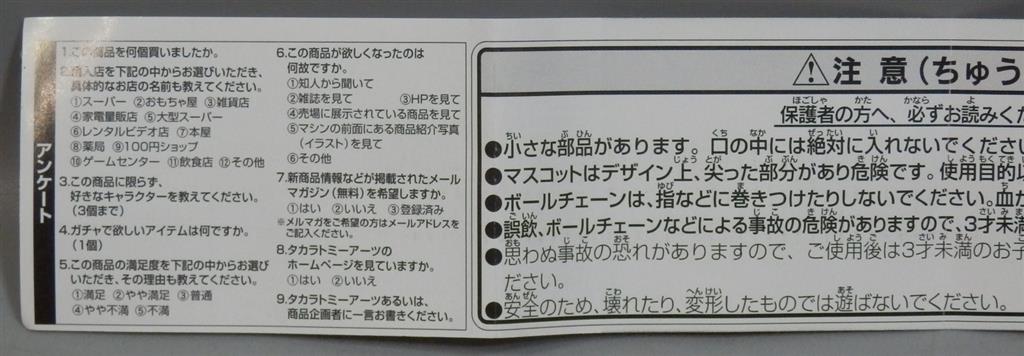 アンケート
1.この商品を何個買いましたか。
2.購入店を下記の中からお選びいただき、
具体的なお店の名前も教えてください。
①スーパー ②おもちゃ屋 ③雑貨店
④家電量販店 ⑤大型スーパー
⑥レンタルビデオ店 ⑦本屋
⑧薬局 ⑨100円ショップ
⑩ゲームセンター ⑪飲食店 ⑫その他
3.この商品に限らず、
好きなキャラクターを教えてください。
(3個まで)
4.ガチャで欲しいアイテムは何ですか。
(1個)
5.この商品の満足度を下記の中からお選び
いただき、その理由も教えてください。
①満足 ②やや満足 ③普通
④やや不満 ⑤不満
6.この商品が欲しくなったのは
何故ですか。
①知人から聞いて
②雑誌を見て ③HPを見て
④売場に展示されている商品を見て
⑤マシンの前面にある商品紹介写真
(イラスト)を見て
⑥その他
7.新商品情報などが掲載されたメール
マガジン(無料)を希望しますか。
①はい ②いいえ ③登録済み
※メルマガをご希望の方はメールアドレスを
ご記入ください。
8.タカラトミーアーツの
ホームページを見ていますか。
①はい ②いいえ
9.タカラトミーアーツあるいは、
商品企画者に一言お書きください。
⚠注 意(ちゅう
保護者の方へ、必ずお読みくだ
●小さな部品があります。口の中には絶対に入れないでくださ
●マスコットはデザイン上、尖った部分があり危険です。使用目的以
●ボールチェーンは、指などに巻きつけたりしないでください。血が
●誤飲、ボールチェーンなどによる事故の危険がありますので、3才未満
●思わぬ事故の恐れがありますので、ご使用後は3才未満のお子
ださい。
●安全のため、壊れたり、変形したものでは遊ばないでください。